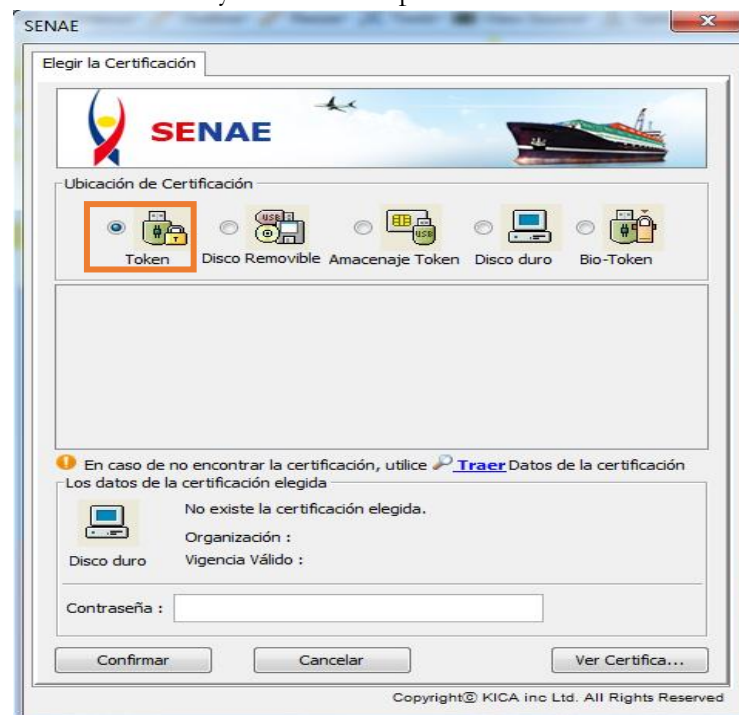 SENAE
Elegir la Certificación
SENAE
Ubicación de Certificación
Token
Disco Removible
Amacenaje Token
Disco duro
Bio-Token
En caso de no encontrar la certificación, utilice Traer Datos de la certificación
Los datos de la certificación elegida
No existe la certificación elegida.
Organización :
Disco duro
Vigencia Válido :
Contraseña :
Confirmar
Cancelar
Ver Certifica...
Copyright© KICA inc Ltd. All Rights Reserved